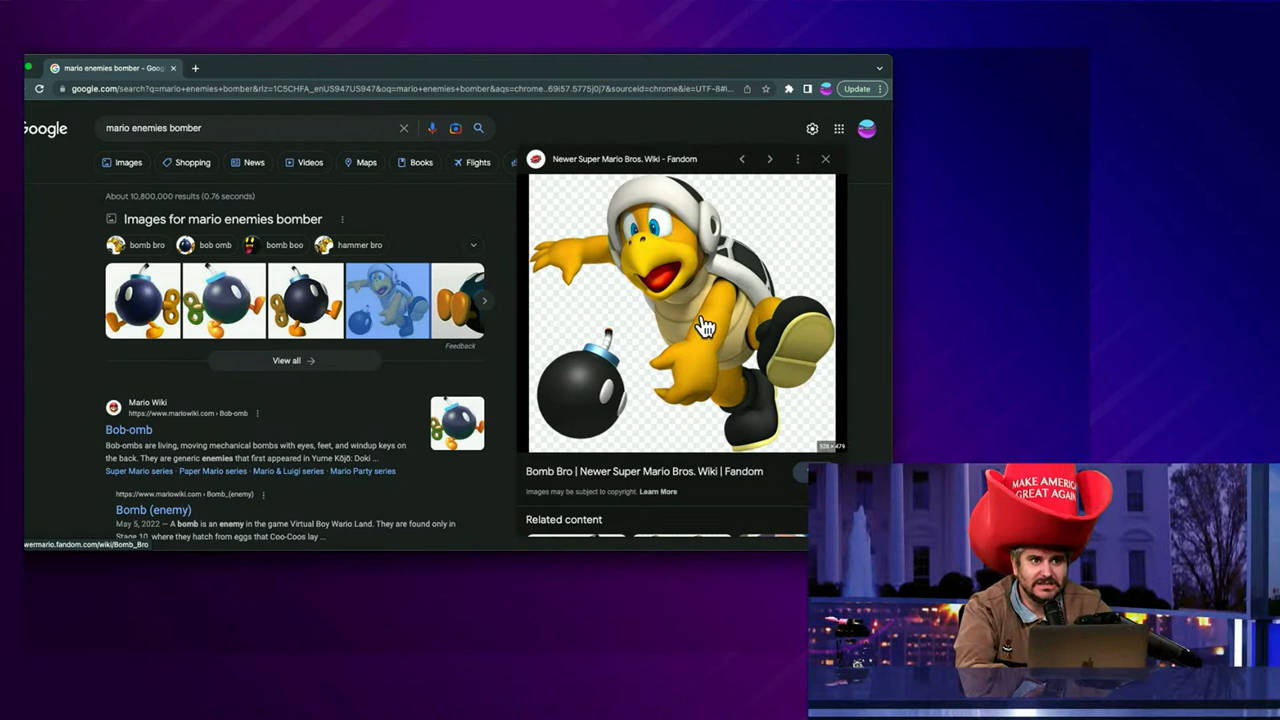 mario enemies bomber - Goog
google.com/search?q=mario+enemies+bomber&rlz=1C5CHFA_enUS947US947&oq=mario+enemies+bomber&aqs=chrome..69i57.5775j0j7&sourceid=chrome&ie=UTF-8#i...
Update
Google
mario enemies bomber
Images
Shopping
News
Videos
Maps
Books
Flights
About 10,800,000 results (0.76 seconds)
Images for mario enemies bomber
bomb bro
bob omb
bomb boo
hammer bro
Feedback
View all
Mario Wiki
https://www.mariowiki.com › Bob-omb
Bob-omb
Bob-ombs are living, moving mechanical bombs with eyes, feet, and windup keys on
the back. They are generic enemies that first appeared in Yume Kōjō: Doki ...
Super Mario series · Paper Mario series · Mario & Luigi series · Mario Party series
https://www.mariowiki.com › Bomb_(enemy)
Bomb (enemy)
May 5, 2022 — A bomb is an enemy in the game Virtual Boy Wario Land. They are found only in
Stage 10, where they hatch from eggs that Coo-Coos lay ...
wermario.fandom.com/wiki/Bomb_Bro
Newer Super Mario Bros. Wiki - Fandom
528 × 479
Bomb Bro | Newer Super Mario Bros. Wiki | Fandom
Images may be subject to copyright. Learn More
Related content
MAKE AMERICA
GREAT AGAIN